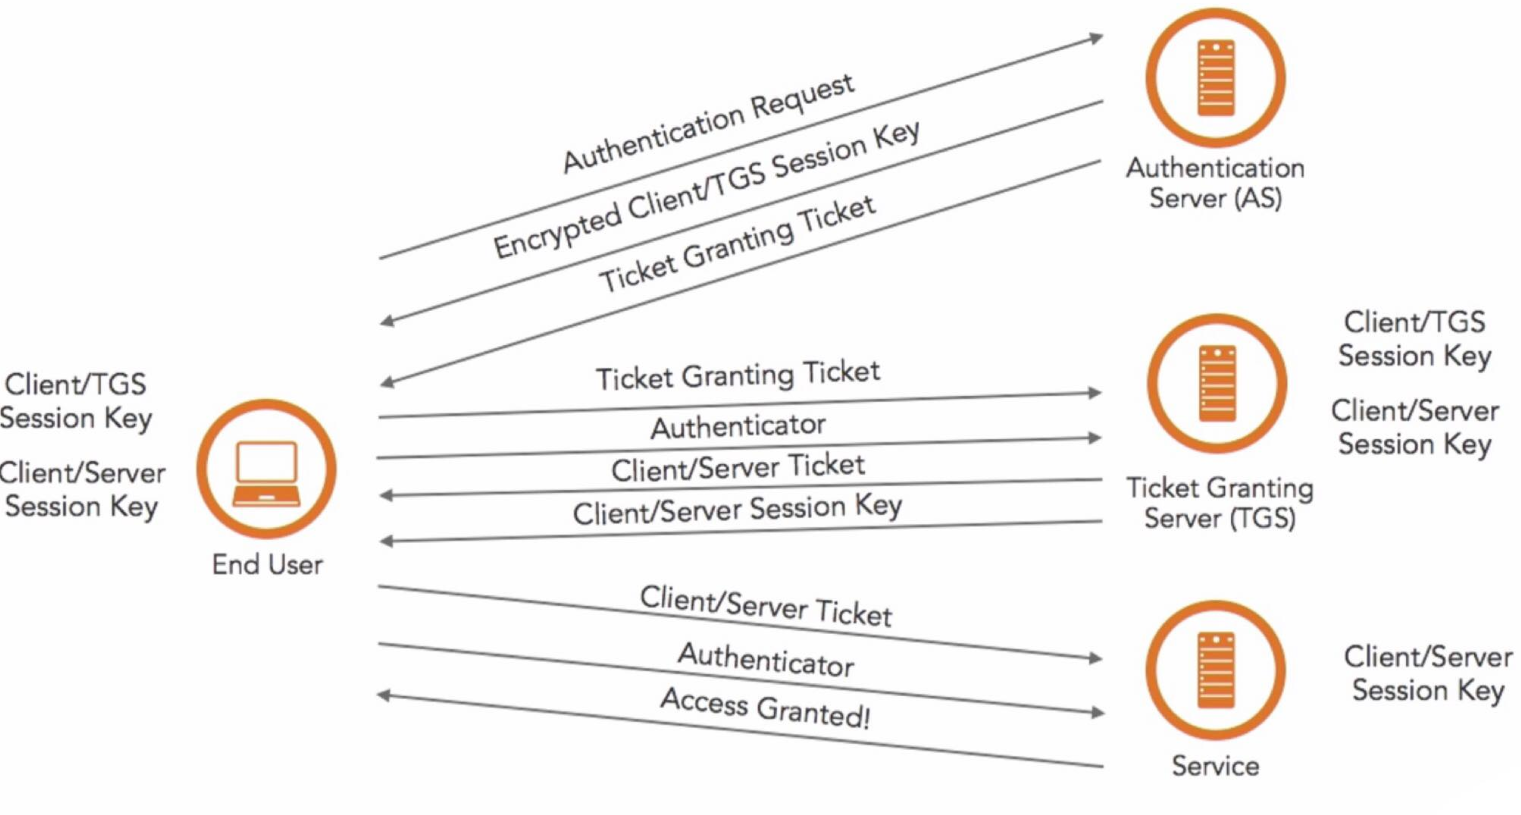 Authentication Request
Encrypted Client/TGS Session Key
Ticket Granting Ticket
Authentication
Server (AS)
Client/TGS
Session Key
Client/Server
Session Key
End User
Ticket Granting Ticket
Authenticator
Client/Server Ticket
Client/Server Session Key
Client/TGS
Session Key
Client/Server
Session Key
Ticket Granting
Server (TGS)
Client/Server Ticket
Authenticator
Access Granted!
Client/Server
Session Key
Service